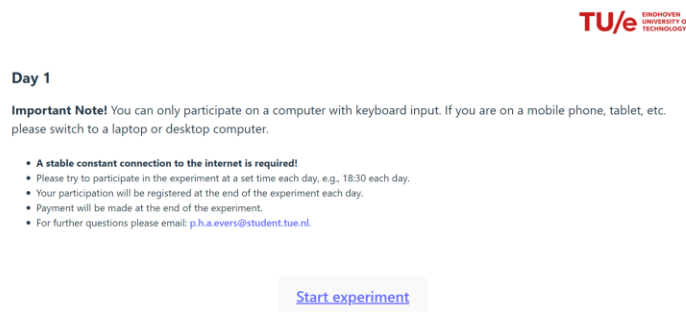 TU/e EINDHOVEN
UNIVERSITY O
TECHNOLOGY
Day 1
Important Note! You can only participate on a computer with keyboard input. If you are on a mobile phone, tablet, etc.
please switch to a laptop or desktop computer.
• A stable constant connection to the internet is required!
• Please try to participate in the experiment at a set time each day, e.g., 18:30 each day.
• Your participation will be registered at the end of the experiment each day.
• Payment will be made at the end of the experiment.
• For further questions please email: p.h.a.evers@student.tue.nl.
Start experiment